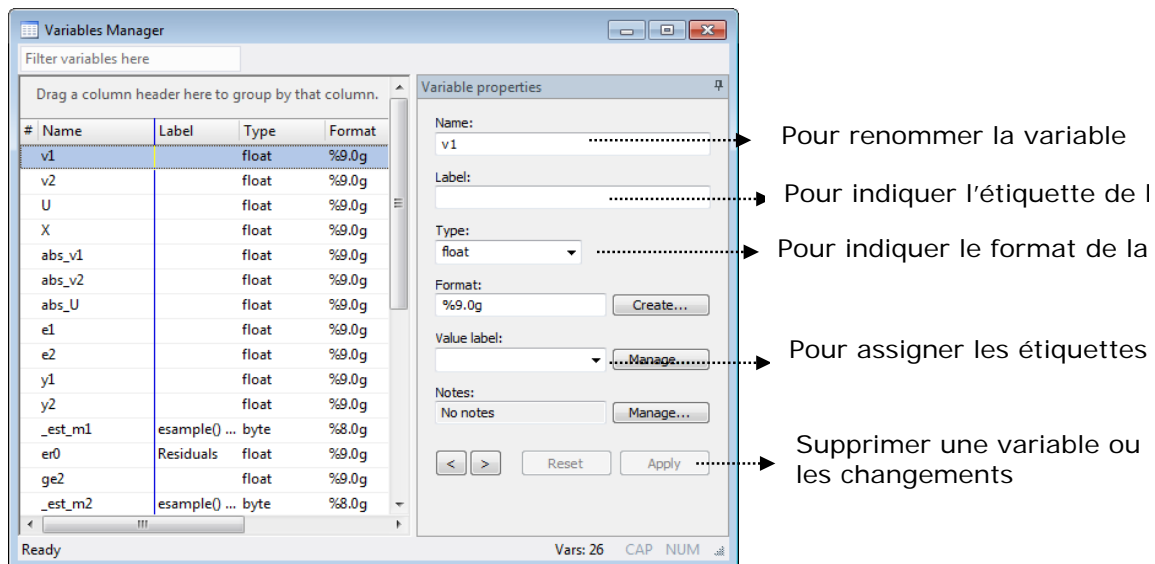 Variables Manager
Filter variables here
Drag a column header here to group by that column.
# Name Label Type Format
v1 float %9.0g
v2 float %9.0g
U float %9.0g
X float %9.0g
abs_v1 float %9.0g
abs_v2 float %9.0g
abs_U float %9.0g
e1 float %9.0g
e2 float %9.0g
y1 float %9.0g
y2 float %9.0g
_est_m1 esample() ... byte %8.0g
er0 Residuals float %9.0g
ge2 float %9.0g
_est_m2 esample() ... byte %8.0g
Ready
Vars: 26 CAP NUM
Variable properties
Name:
v1
Label:
Type:
float
Format:
%9.0g Create...
Value label:
Manage...
Notes:
No notes Manage...
< > Reset Apply
Pour renommer la variable
Pour indiquer l’étiquette de l
Pour indiquer le format de la
Pour assigner les étiquettes
Supprimer une variable ou
les changements